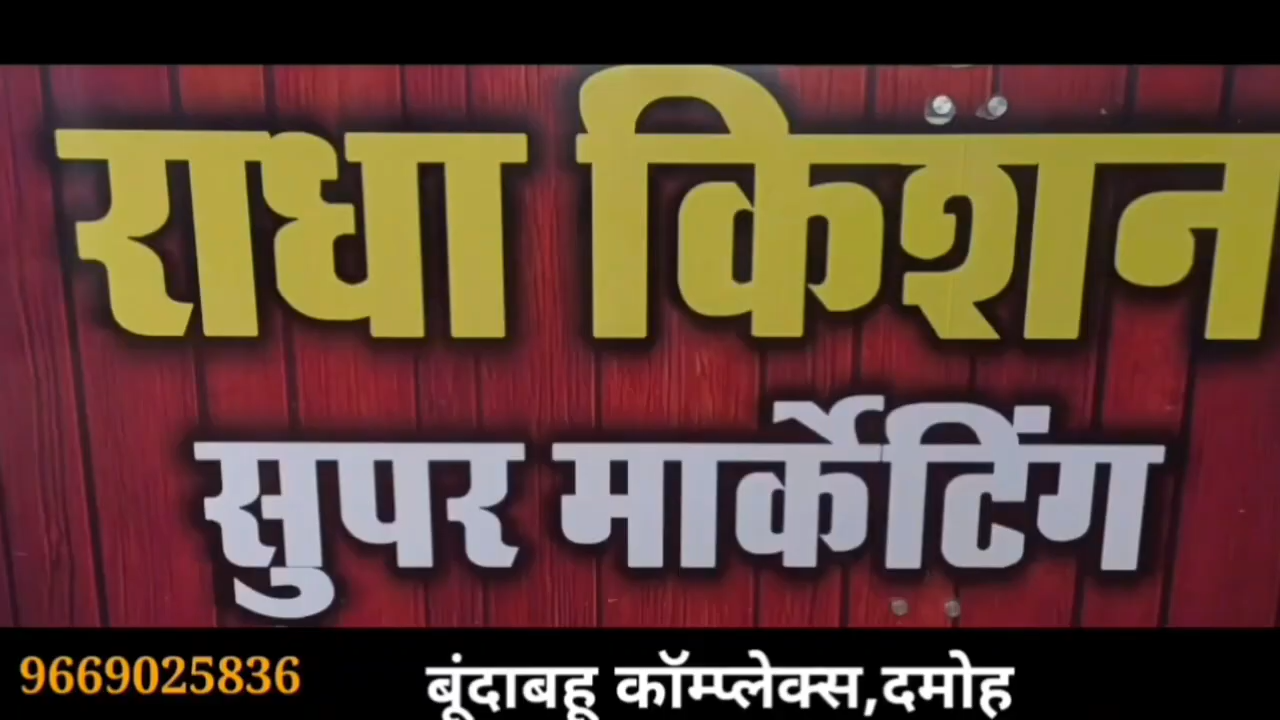 राधा किशन
सुपर मार्केटिंग
9669025836 बूंदाबहू कॉम्प्लेक्स,दमोह